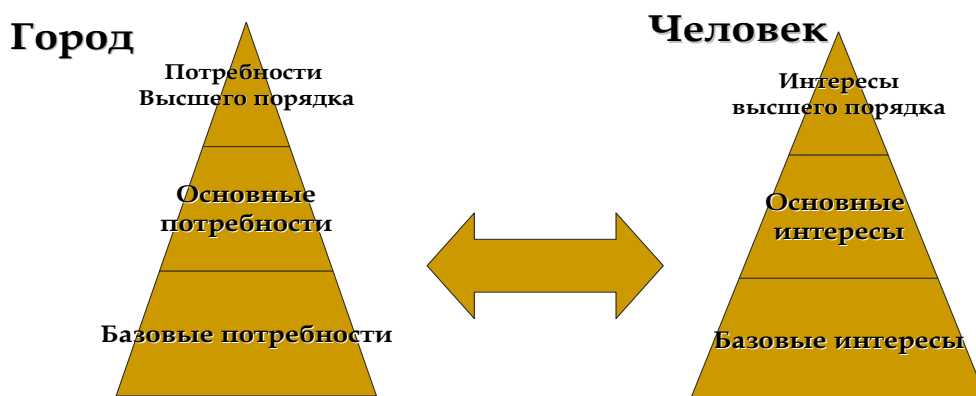 Город
Потребности
Высшего порядка
Основные
потребности
Базовые потребности
Человек
Интересы
высшего порядка
Основные
интересы
Базовые интересы